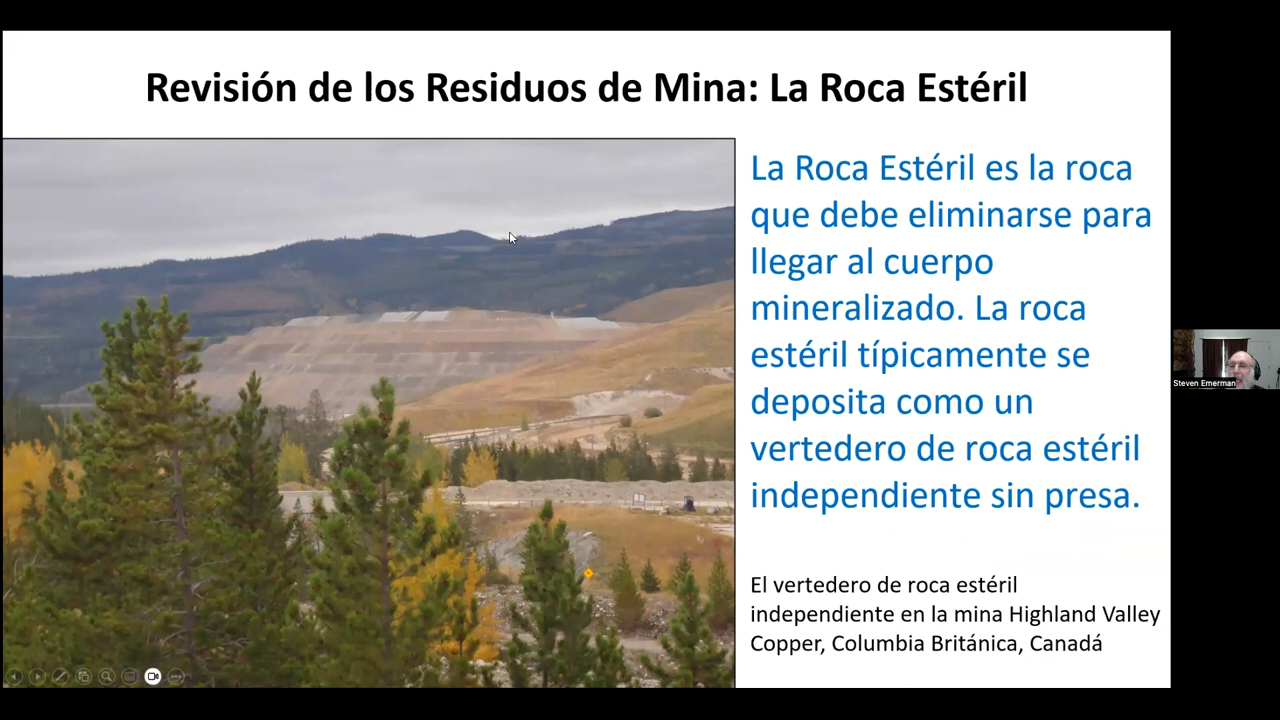 Revisión de los Residuos de Mina: La Roca Estéril
La Roca Estéril es la roca
que debe eliminarse para
llegar al cuerpo
mineralizado. La roca
estéril típicamente se
deposita como un
vertedero de roca estéril
independiente sin presa.
El vertedero de roca estéril
independiente en la mina Highland Valley
Copper, Columbia Británica, Canadá
Steven Emerman